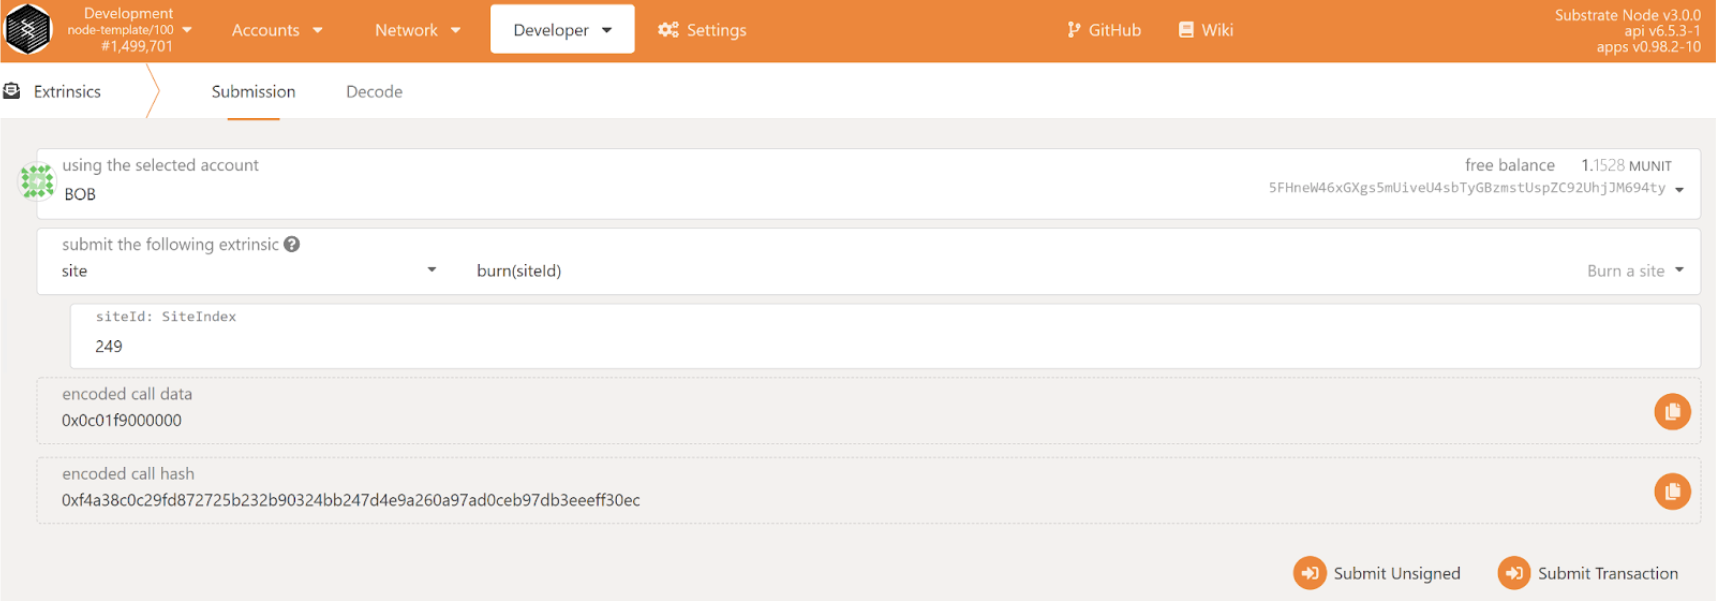 Development
node-template/100
#1,499,701
Accounts
Network
Developer
Settings
GitHub
Wiki
Substrate Node v3.0.0
api v6.5.3-1
apps v0.98.2-10
Extrinsics
Submission
Decode
using the selected account
BOB
free balance 1.1528 MUNIT
5FHneW46xGXgs5mUiveU4sbTyGBzmstUspZC92UhjJM694ty
submit the following extrinsic ?
site
burn(siteId)
Burn a site
siteId: SiteIndex
249
encoded call data
0x0c01f9000000
encoded call hash
0xf4a38c0c29fd872725b232b90324bb247d4e9a260a97ad0ceb97db3eeeff30ec
Submit Unsigned
Submit Transaction